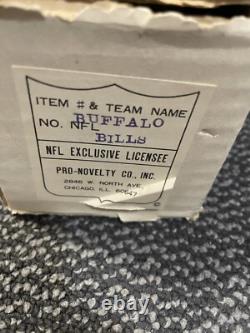 ITEM # & TEAM NAME
BUFFALO
NO. NFL
BILLS
NFL EXCLUSIVE LICENSEE
PRO-NOVELTY CO., INC.
2846 W. NORTH AVE.
CHICAGO, ILL. 60647
©